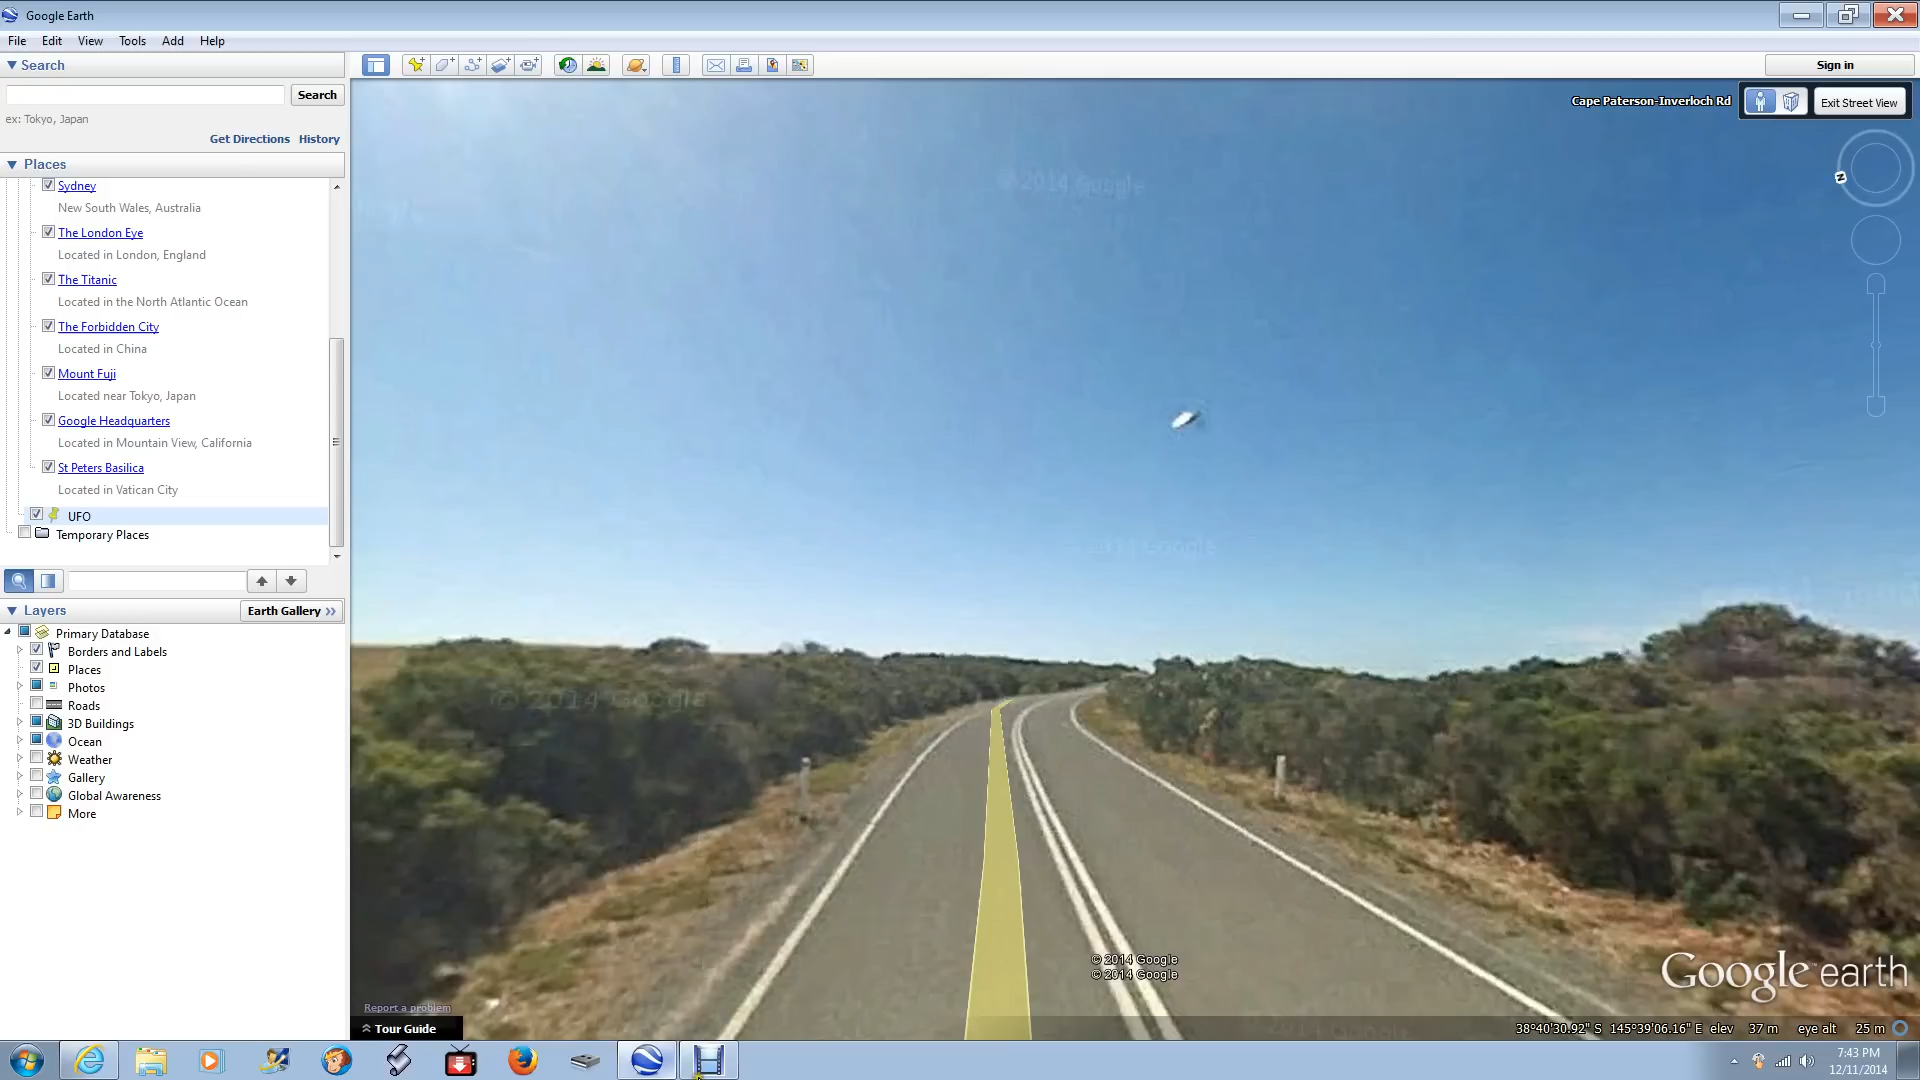 Google Earth
File Edit View Tools Add Help
Search
Sign in
Search
ex: Tokyo, Japan
Get Directions History
Places
Sydney
New South Wales, Australia
The London Eye
Located in London, England
The Titanic
Located in the North Atlantic Ocean
The Forbidden City
Located in China
Mount Fuji
Located near Tokyo, Japan
Google Headquarters
Located in Mountain View, California
St Peters Basilica
Located in Vatican City
UFO
Temporary Places
Layers
Earth Gallery >>
Primary Database
Borders and Labels
Places
Photos
Roads
3D Buildings
Ocean
Weather
Gallery
Global Awareness
More
Cape Paterson-Inverloch Rd
Exit Street View
N
© 2014 Google
© 2014 Google
© 2014 Google
© 2014 Google
Google earth
Report a problem
Tour Guide
38°40'30.92" S 145°39'06.16" E elev 37 m eye alt 25 m
7:43 PM
12/11/2014